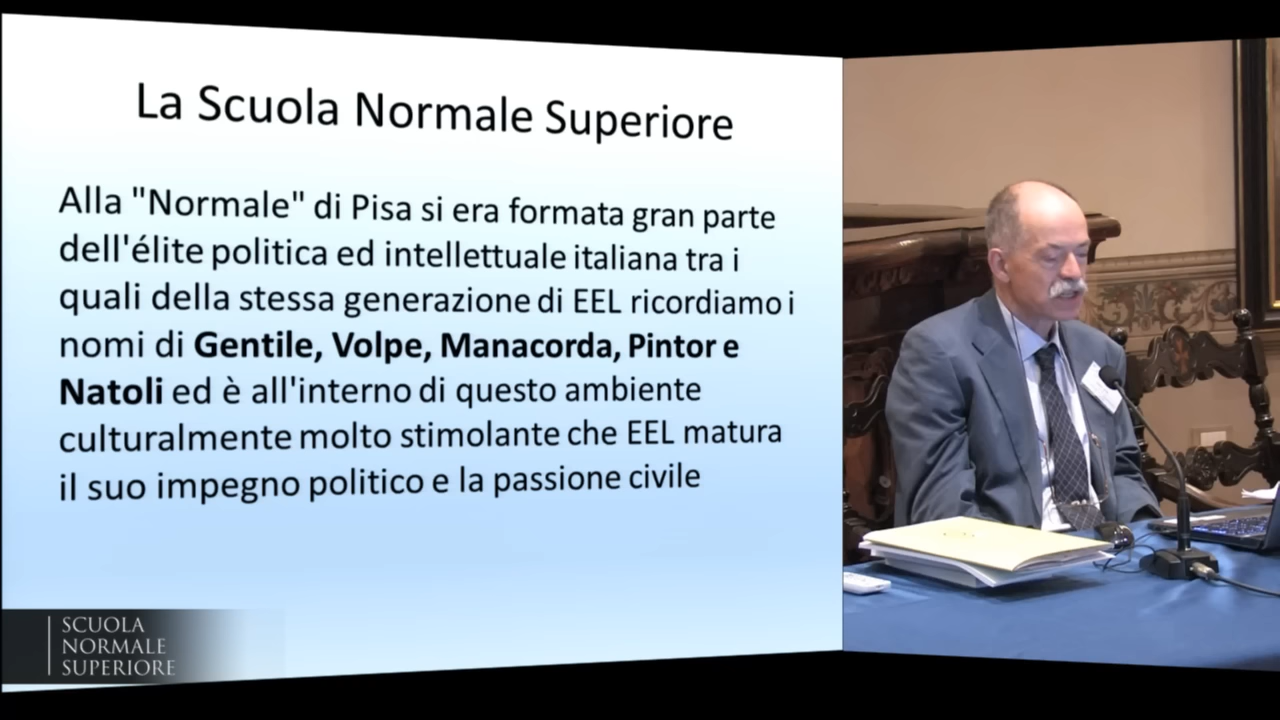 La Scuola Normale Superiore
Alla "Normale" di Pisa si era formata gran parte
dell'élite politica ed intellettuale italiana tra i
quali della stessa generazione di EEL ricordiamo i
nomi di Gentile, Volpe, Manacorda, Pintor e
Natoli ed è all'interno di questo ambiente
culturalmente molto stimolante che EEL matura
il suo impegno politico e la passione civile
SCUOLA
NORMALE
SUPERIORE